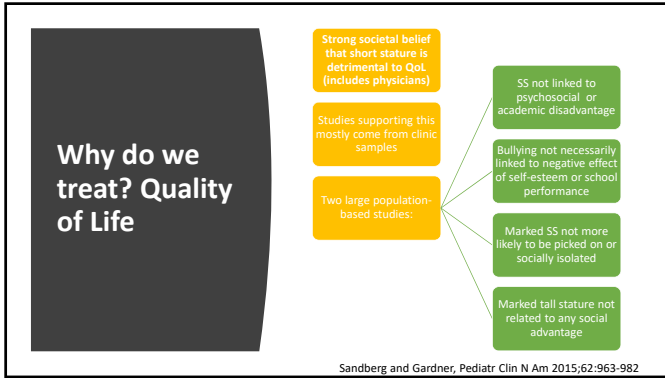 Why do we
treat? Quality
of Life
Strong societal belief
that short stature is
detrimental to QoL
(includes physicians)
Studies supporting this
mostly come from clinic
samples
Two large population-
based studies:
SS not linked to
psychosocial or
academic disadvantage
Bullying not necessarily
linked to negative effect
of self-esteem or school
performance
Marked SS not more
likely to be picked on or
socially isolated
Marked tall stature not
related to any social
advantage
Sandberg and Gardner, Pediatr Clin N Am 2015;62:963-982